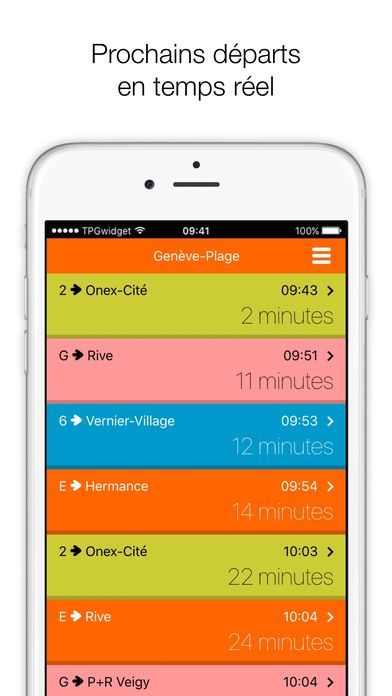 Prochains départs
en temps réel
TPGwidget 09:41 100%
Genève-Plage
2 → Onex-Cité 09:43
2 minutes
G → Rive 09:51
11 minutes
6 → Vernier-Village 09:53
12 minutes
E → Hermance 09:54
14 minutes
2 → Onex-Cité 10:03
22 minutes
E → Rive 10:04
24 minutes
G → P+R Veigy 10:04